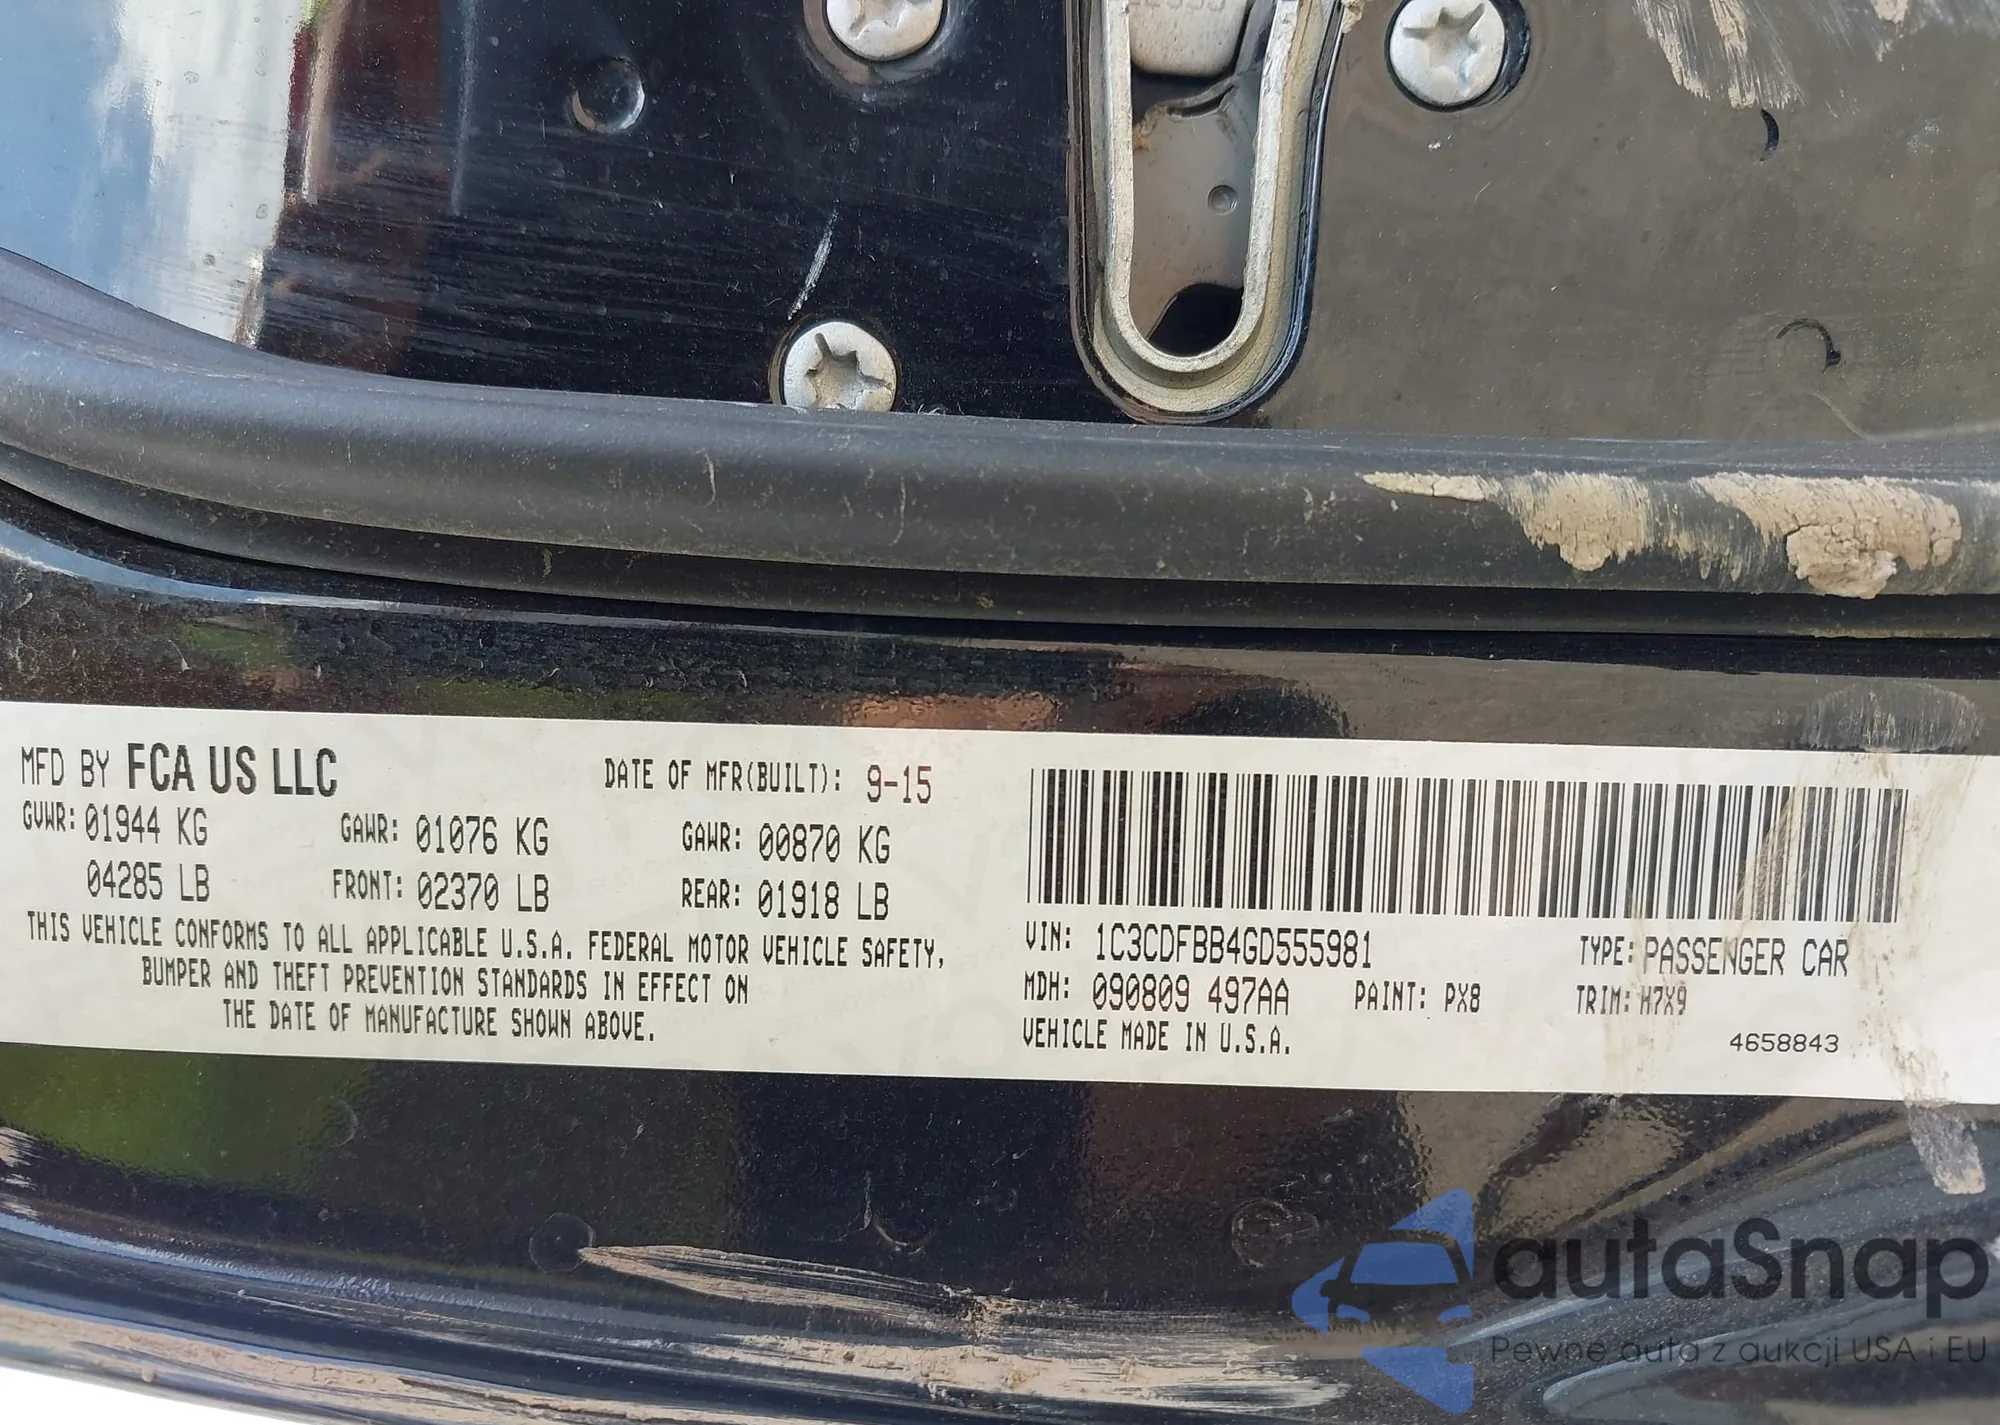 MFD BY FCA US LLC DATE OF MFR(BUILT): 9-15
GVWR: 01944 KG GAWR: 01076 KG GAWR: 00870 KG
04285 LB FRONT: 02370 LB REAR: 01918 LB
THIS VEHICLE CONFORMS TO ALL APPLICABLE U.S.A. FEDERAL MOTOR VEHICLE SAFETY,
BUMPER AND THEFT PREVENTION STANDARDS IN EFFECT ON
THE DATE OF MANUFACTURE SHOWN ABOVE.
VIN: 1C3CDFBB4GD555981 TYPE: PASSENGER CAR
MDH: 090809 497AA PAINT: PX8 TRIM: H7X9
VEHICLE MADE IN U.S.A.
4658843
autaSnap
Pewne auta z aukcji USA i EU